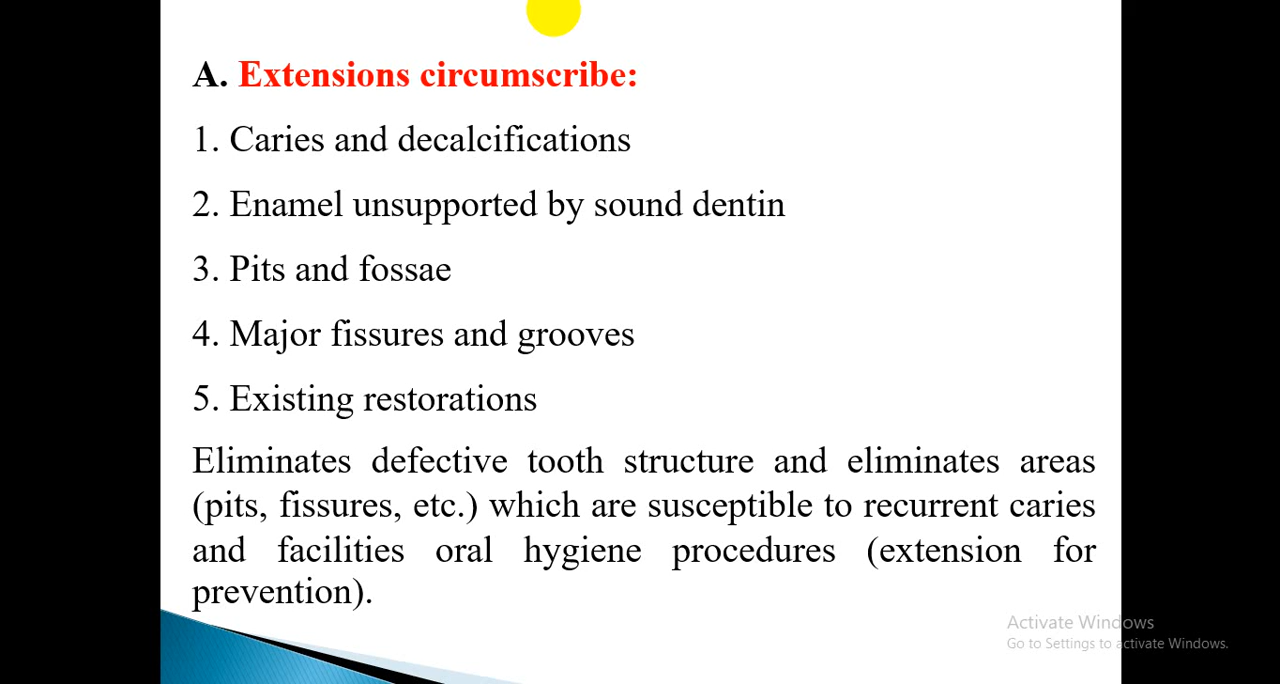 A. Extensions circumscribe:
1. Caries and decalcifications
2. Enamel unsupported by sound dentin
3. Pits and fossae
4. Major fissures and grooves
5. Existing restorations
Eliminates defective tooth structure and eliminates areas
(pits, fissures, etc.) which are susceptible to recurrent caries
and facilities oral hygiene procedures (extension for
prevention).
Activate Windows
Go to Settings to activate Windows.